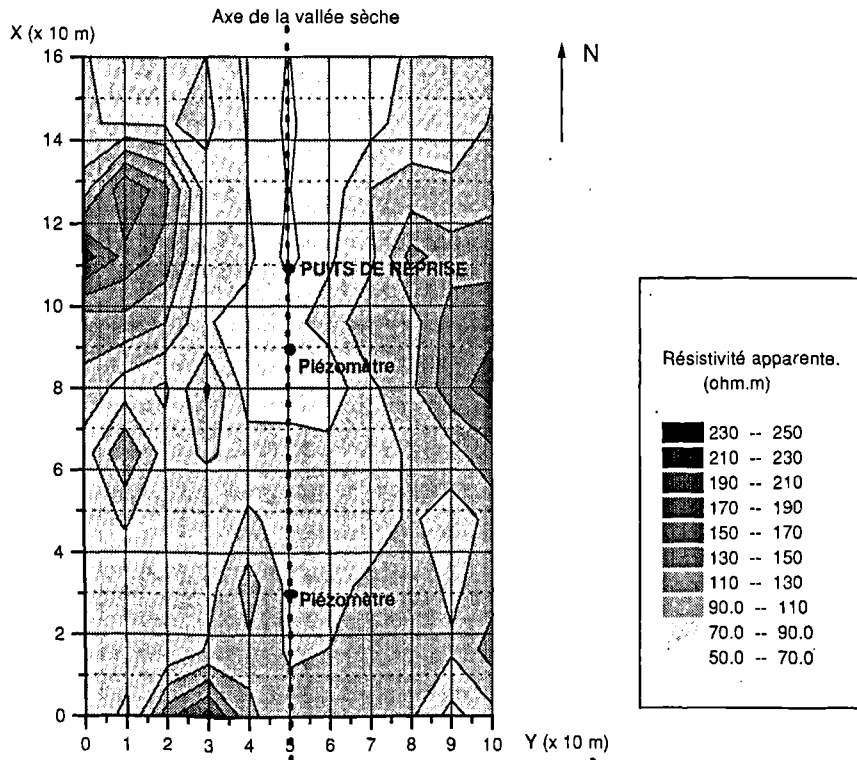 Axe de la vallée sèche
X (x 10 m)
N
16
14
12
10
8
6
4
2
0
PUITS DE REPRISE
Piézomètre
Piézomètre
0 1 2 3 4 5 6 7 8 9 10 Y (x 10 m)
Résistivité apparente.
(ohm.m)
230 -- 250
210 -- 230
190 -- 210
170 -- 190
150 -- 170
130 -- 150
110 -- 130
90.0 -- 110
70.0 -- 90.0
50.0 -- 70.0